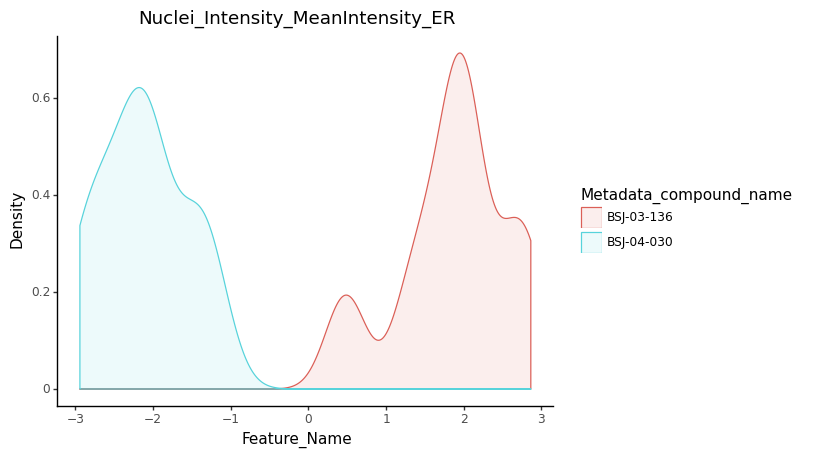 Nuclei_Intensity_MeanIntensity_ER
0.6
0.4
0.2
0
Density
−3
−2
−1
0
1
2
3
Feature_Name
Metadata_compound_name
BSJ-03-136
BSJ-04-030